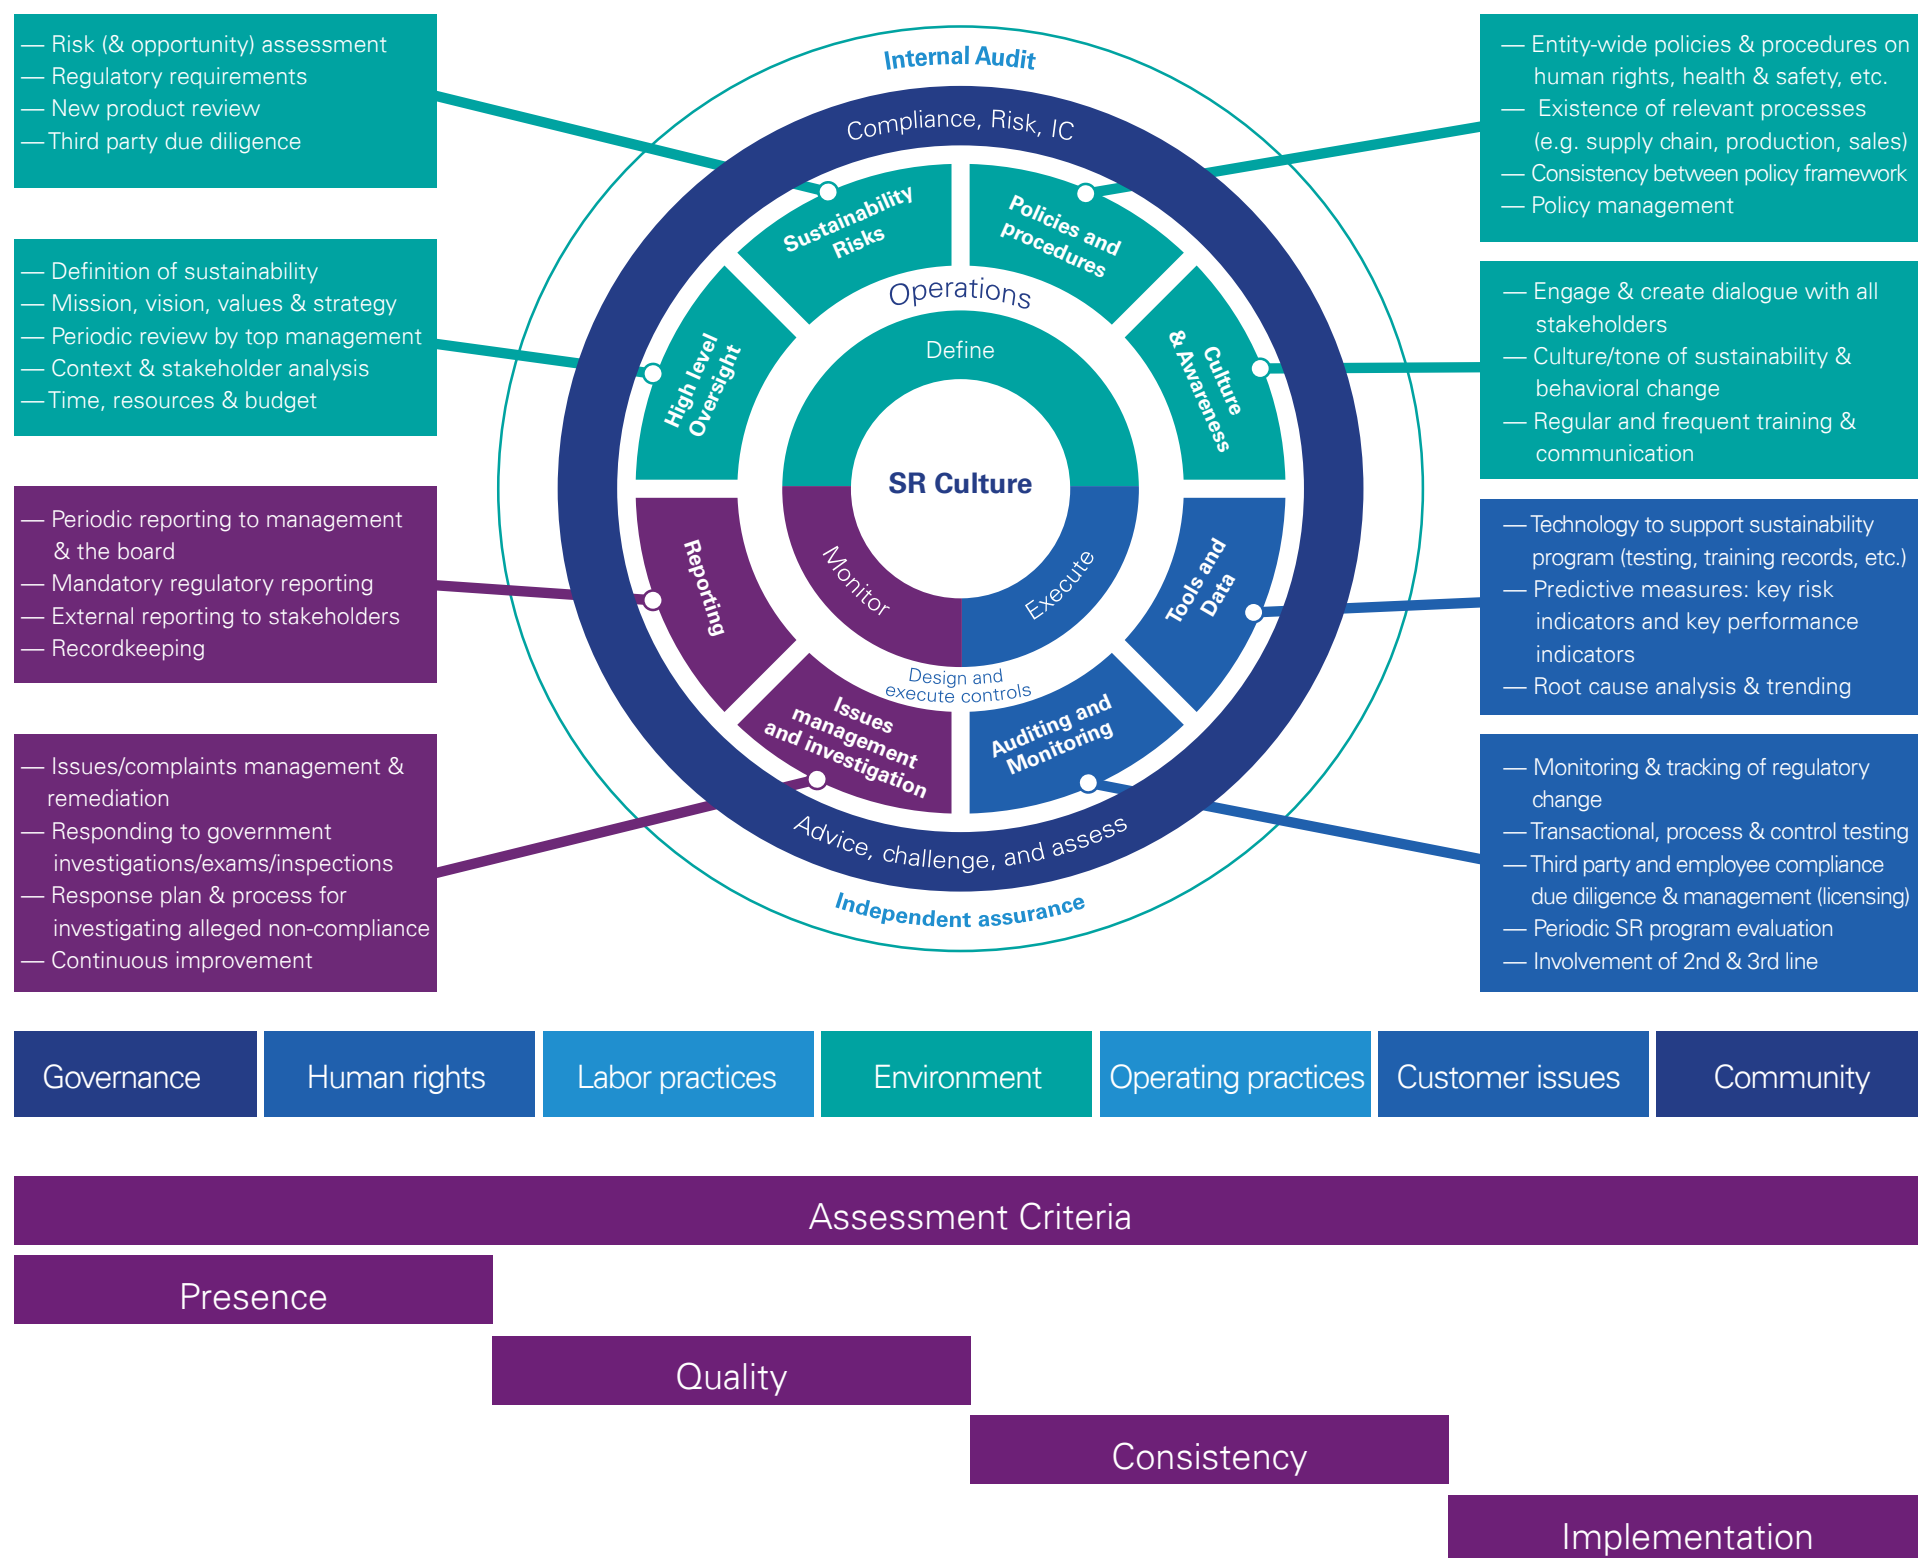 — Risk (& opportunity) assessment
— Regulatory requirements
— New product review
— Third party due diligence
— Definition of sustainability
— Mission, vision, values & strategy
— Periodic review by top management
— Context & stakeholder analysis
— Time, resources & budget
— Periodic reporting to management
& the board
— Mandatory regulatory reporting
— External reporting to stakeholders
— Recordkeeping
— Issues/complaints management &
remediation
— Responding to government
investigations/exams/inspections
— Response plan & process for
investigating alleged non-compliance
— Continuous improvement
Internal Audit
Compliance, Risk, IC
Sustainability
Risks
Policies and
procedures
Operations
High level
Oversight
Culture
& Awareness
Define
SR Culture
Monitor
Execute
Reporting
Tools and
Data
Design and
execute controls
Issues
management
and investigation
Auditing and
Monitoring
Advice, challenge, and assess
Independent assurance
— Entity-wide policies & procedures on
human rights, health & safety, etc.
— Existence of relevant processes
(e.g. supply chain, production, sales)
— Consistency between policy framework
— Policy management
— Engage & create dialogue with all
stakeholders
— Culture/tone of sustainability &
behavioral change
— Regular and frequent training &
communication
— Technology to support sustainability
program (testing, training records, etc.)
— Predictive measures: key risk
indicators and key performance
indicators
— Root cause analysis & trending
— Monitoring & tracking of regulatory
change
— Transactional, process & control testing
— Third party and employee compliance
due diligence & management (licensing)
— Periodic SR program evaluation
— Involvement of 2nd & 3rd line
Governance
Human rights
Labor practices
Environment
Operating practices
Customer issues
Community
Assessment Criteria
Presence
Quality
Consistency
Implementation